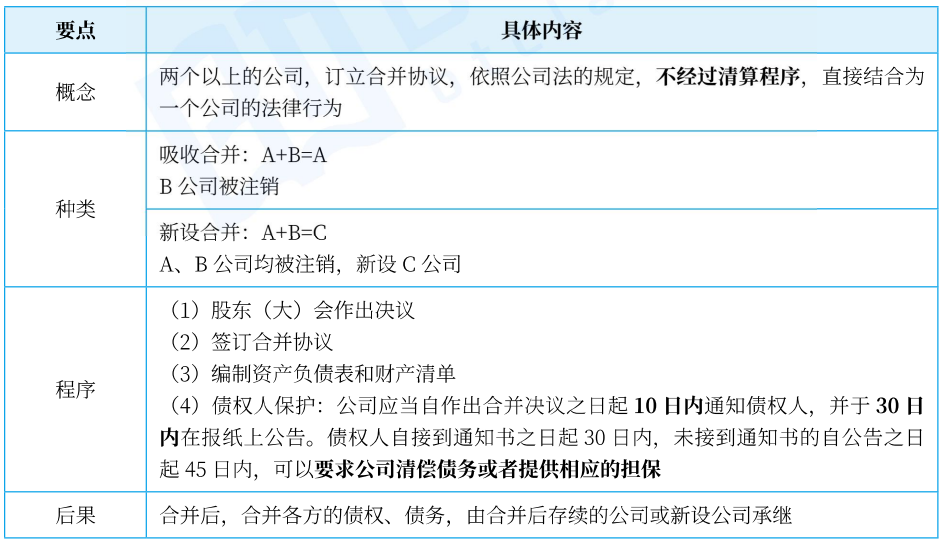 要点
具体内容
概念
两个以上的公司，订立合并协议，依照公司法的规定，不经过清算程序，直接结合为
一个公司的法律行为
种类
吸收合并：A+B=A
B 公司被注销
新设合并：A+B=C
A、B 公司均被注销，新设 C 公司
程序
（1）股东（大）会作出决议
（2）签订合并协议
（3）编制资产负债表和财产清单
（4）债权人保护：公司应当自作出合并决议之日起 10 日内通知债权人，并于 30 日
内在报纸上公告。债权人自接到通知书之日起 30 日内，未接到通知书的自公告之日
起 45 日内，可以要求公司清偿债务或者提供相应的担保
后果
合并后，合并各方的债权、债务，由合并后存续的公司或新设公司承继